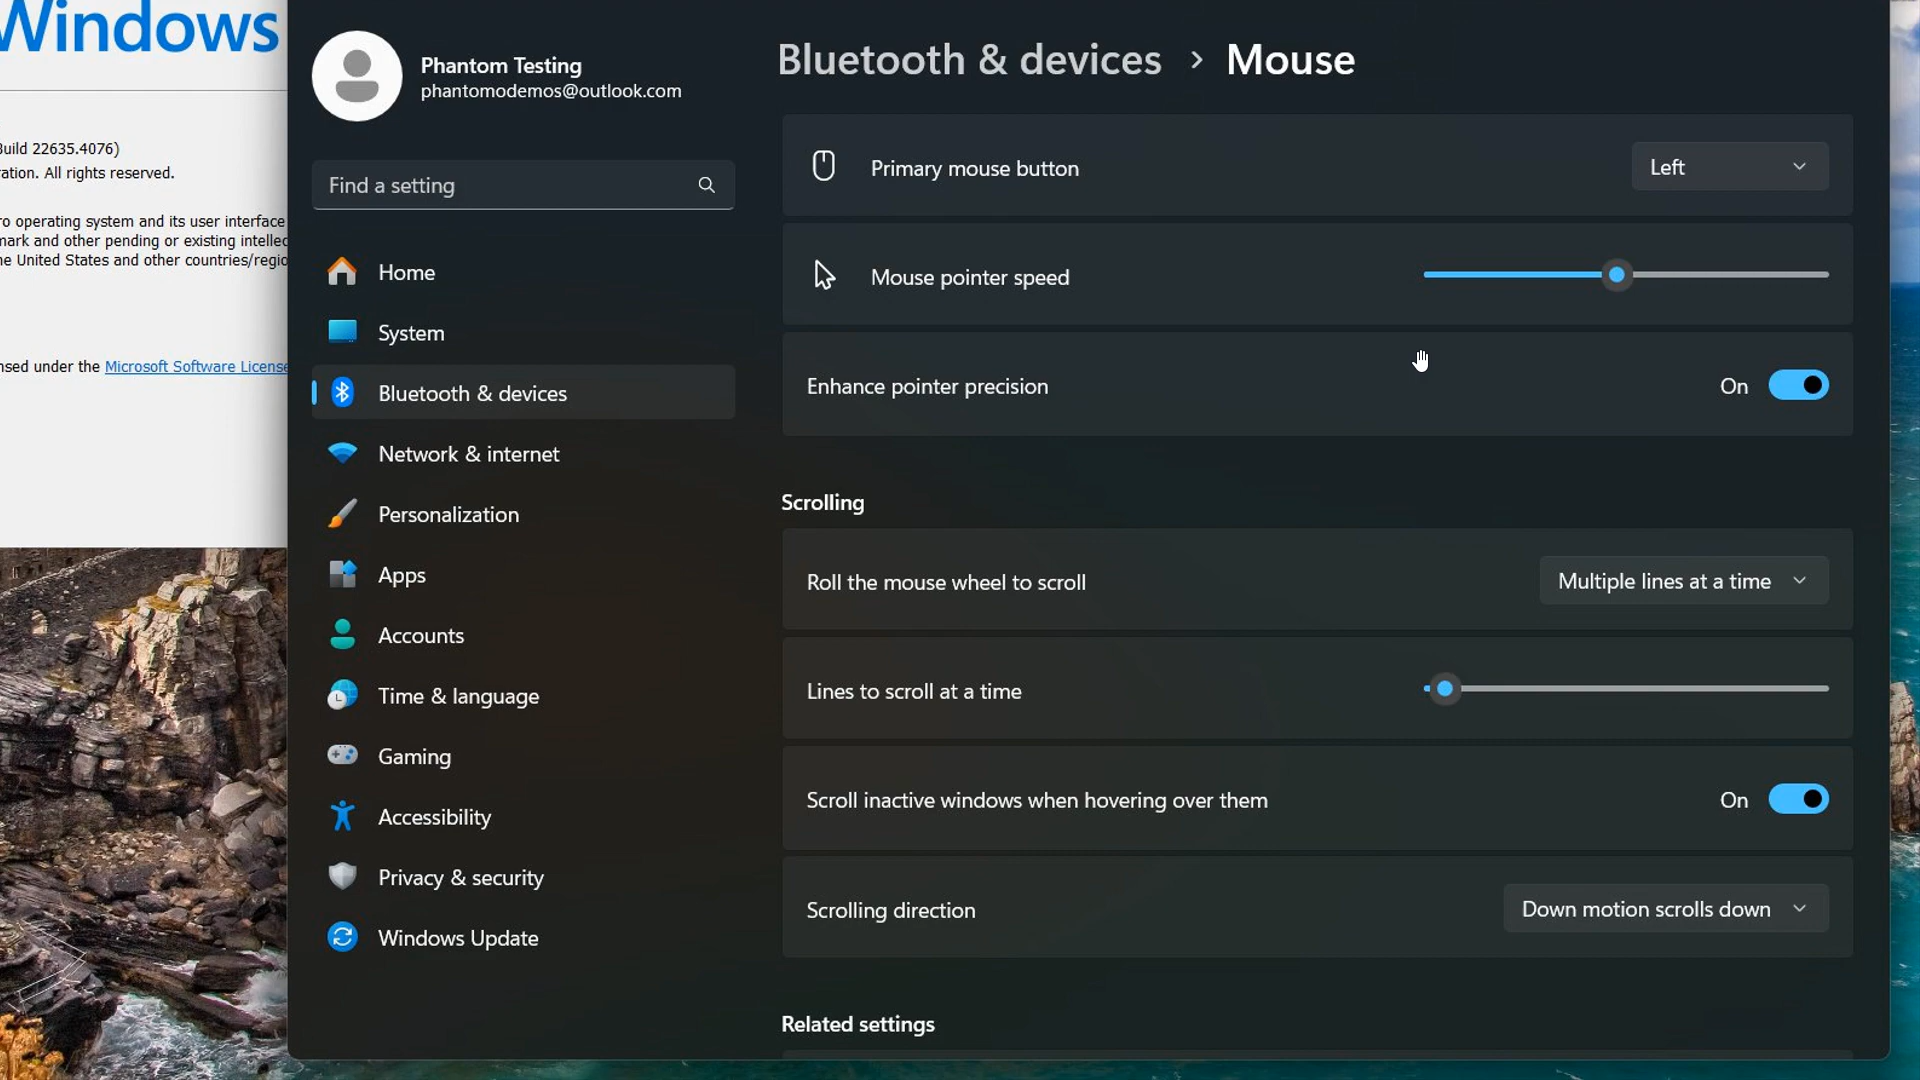 Windows
Build 22635.4076)
ation. All rights reserved.
ro operating system and its user interface
mark and other pending or existing intellec
he United States and other countries/regio
nsed under the Microsoft Software License
Phantom Testing
phantomodemos@outlook.com
Find a setting
Home
System
Bluetooth & devices
Network & internet
Personalization
Apps
Accounts
Time & language
Gaming
Accessibility
Privacy & security
Windows Update
Bluetooth & devices > Mouse
Primary mouse button
Left
Mouse pointer speed
Enhance pointer precision
On
Scrolling
Roll the mouse wheel to scroll
Multiple lines at a time
Lines to scroll at a time
Scroll inactive windows when hovering over them
On
Scrolling direction
Down motion scrolls down
Related settings